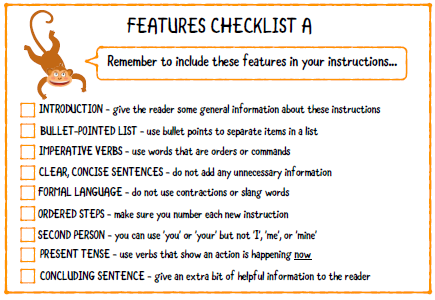 FEATURES CHECKLIST A
Remember to include these features in your instructions...
INTRODUCTION - give the reader some general information about these instructions
BULLET-POINTED LIST - use bullet points to separate items in a list
IMPERATIVE VERBS - use words that are orders or commands
CLEAR, CONCISE SENTENCES - do not add any unnecessary information
FORMAL LANGUAGE - do not use contractions or slang words
ORDERED STEPS - make sure you number each new instruction
SECOND PERSON - you can use 'you' or 'your' but not 'I', 'me', or 'mine'
PRESENT TENSE - use verbs that show an action is happening now
CONCLUDING SENTENCE - give an extra bit of helpful information to the reader